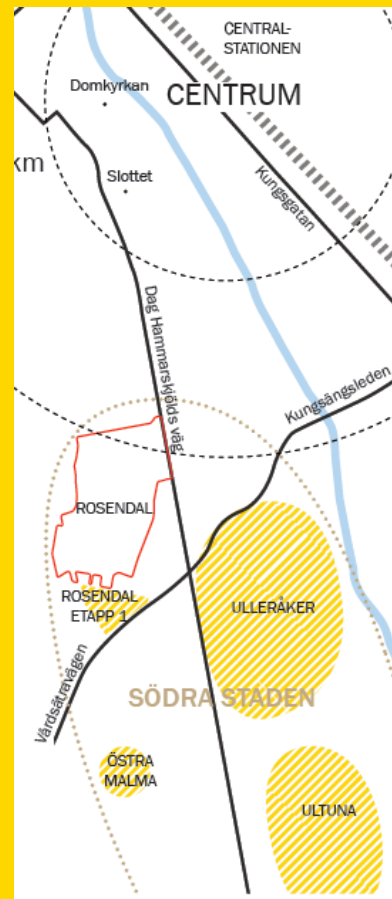 CENTRAL-
STATIONEN
Domkyrkan
CENTRUM
km
Slottet
Kungsgatan
Dag Hammarskjölds väg
Kungsängsleden
ROSENDAL
ROSENDAL
ETAPP 1
ULLERÅKER
Vårdsätravägen
SÖDRA STADEN
ÖSTRA
MALMA
ULTUNA